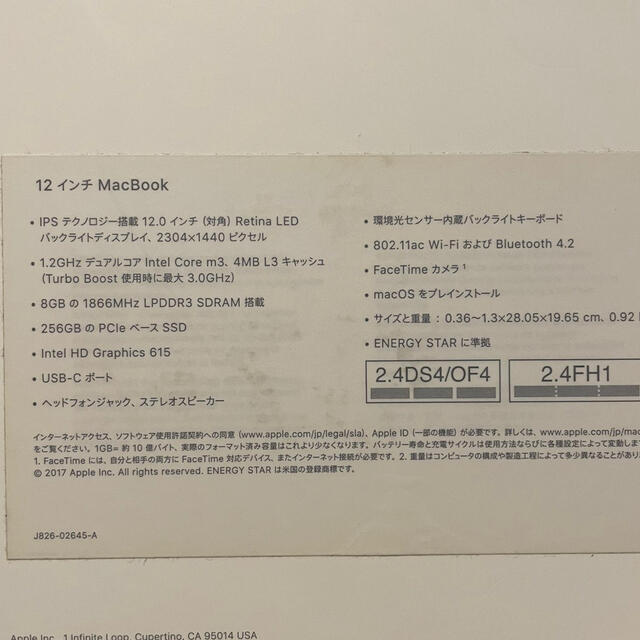 12 インチ MacBook
• IPS テクノロジー搭載 12.0 インチ (対角) Retina LED
バックライトディスプレイ、2304×1440 ピクセル
• 1.2GHz デュアルコア Intel Core m3、4MB L3 キャッシュ
(Turbo Boost 使用時に最大 3.0GHz)
• 8GB の 1866MHz LPDDR3 SDRAM 搭載
• 256GB の PCIe ベース SSD
• Intel HD Graphics 615
• USB-C ポート
• ヘッドフォンジャック、ステレオスピーカー
• 環境光センサー内蔵バックライトキーボード
• 802.11ac Wi-Fi および Bluetooth 4.2
• FaceTime カメラ¹
• macOS をプレインストール
• サイズと重量：0.36〜1.3×28.05×19.65 cm、0.92
• ENERGY STAR に準拠
2.4DS4/OF4
2.4FH1
インターネットアクセス、ソフトウェア使用許諾契約への同意 (www.apple.com/jp/legal/sla)、Apple ID (一部の機能) が必要です。詳しくは、www.apple.com/jp/mac
をご覧ください。1GB= 約 10 億バイト、実際のフォーマット済み容量はこれより少なくなります。バッテリー寿命と充電サイクルは使用方法ならびに各種設定によって変動しま
1. FaceTime には、自分と相手の両方に FaceTime 対応デバイス、またインターネット接続が必要です。2. 重量はコンピュータの構成や製造工程によって多少異なることがあり
© 2017 Apple Inc. All rights reserved. ENERGY STAR は米国の登録商標です。
J826-02645-A
Apple Inc., 1 Infinite Loop, Cupertino, CA 95014 USA